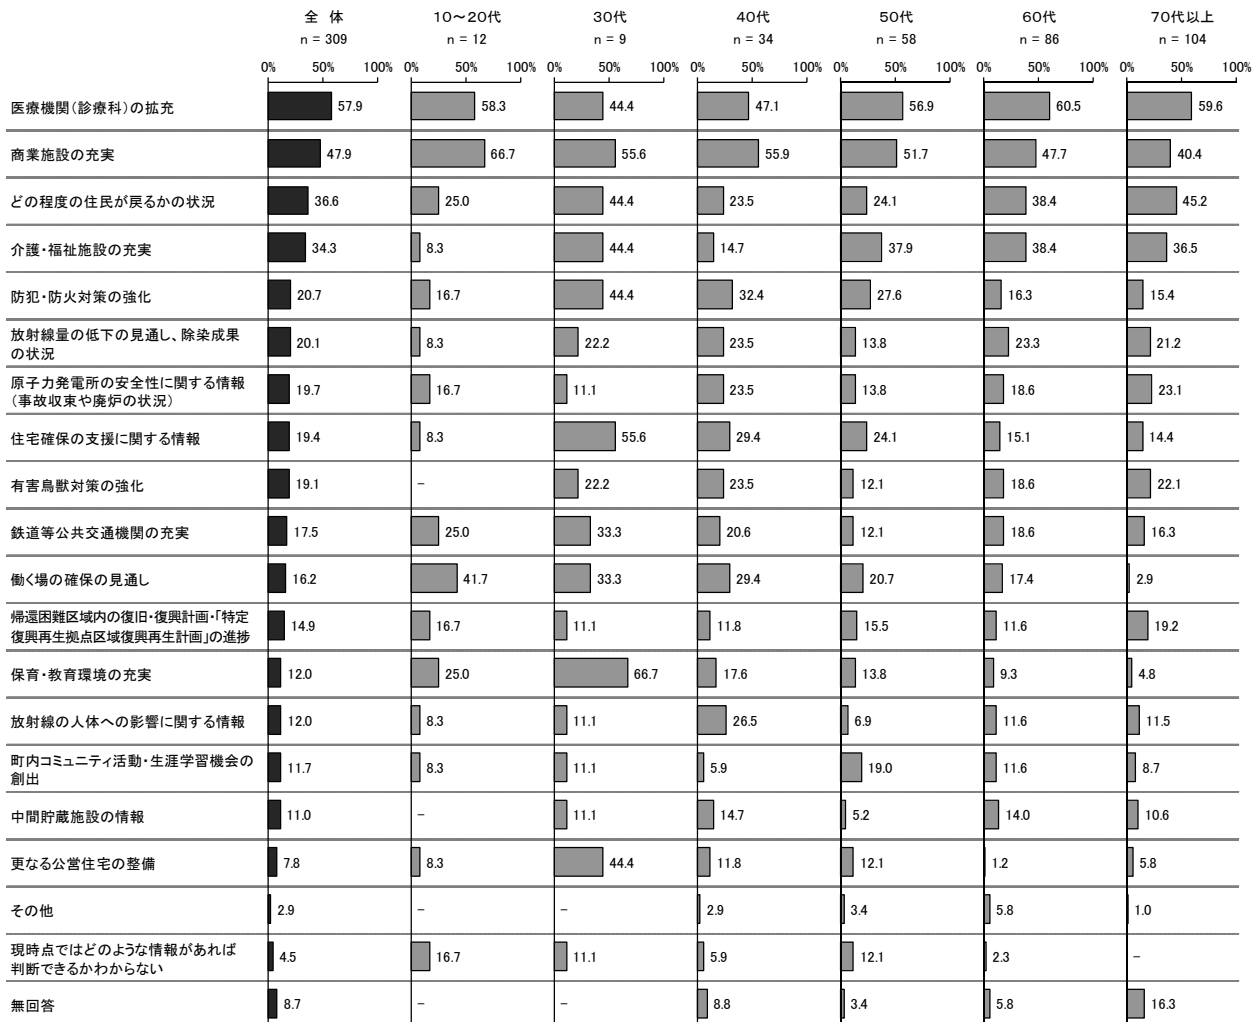 全 体 10～20代 30代 40代 50代 60代 70代以上
n = 309 n = 12 n = 9 n = 34 n = 58 n = 86 n = 104
0% 50% 100% 0% 50% 100% 0% 50% 100% 0% 50% 100% 0% 50% 100% 0% 50% 100% 0% 50% 100%
医療機関(診療科)の拡充 57.9 58.3 44.4 47.1 56.9 60.5 59.6
商業施設の充実 47.9 66.7 55.6 55.9 51.7 47.7 40.4
どの程度の住民が戻るかの状況 36.6 25.0 44.4 23.5 24.1 38.4 45.2
介護・福祉施設の充実 34.3 8.3 44.4 14.7 37.9 38.4 36.5
防犯・防火対策の強化 20.7 16.7 44.4 32.4 27.6 16.3 15.4
放射線量の低下の見通し、除染成果
の状況 20.1 8.3 22.2 23.5 13.8 23.3 21.2
原子力発電所の安全性に関する情報
(事故収束や廃炉の状況) 19.7 16.7 11.1 23.5 13.8 18.6 23.1
住宅確保の支援に関する情報 19.4 8.3 55.6 29.4 24.1 15.1 14.4
有害鳥獣対策の強化 19.1 － 22.2 23.5 12.1 18.6 22.1
鉄道等公共交通機関の充実 17.5 25.0 33.3 20.6 12.1 18.6 16.3
働く場の確保の見通し 16.2 41.7 33.3 29.4 20.7 17.4 2.9
帰還困難区域内の復旧・復興計画・「特定
復興再生拠点区域復興再生計画」の進捗 14.9 16.7 11.1 11.8 15.5 11.6 19.2
保育・教育環境の充実 12.0 25.0 66.7 17.6 13.8 9.3 4.8
放射線の人体への影響に関する情報 12.0 8.3 11.1 26.5 6.9 11.6 11.5
町内コミュニティ活動・生涯学習機会の
創出 11.7 8.3 11.1 5.9 19.0 11.6 8.7
中間貯蔵施設の情報 11.0 － 11.1 14.7 5.2 14.0 10.6
更なる公営住宅の整備 7.8 8.3 44.4 11.8 12.1 1.2 5.8
その他 2.9 － － 2.9 3.4 5.8 1.0
現時点ではどのような情報があれば
判断できるかわからない 4.5 16.7 11.1 5.9 12.1 2.3 －
無回答 8.7 － － 8.8 3.4 5.8 16.3